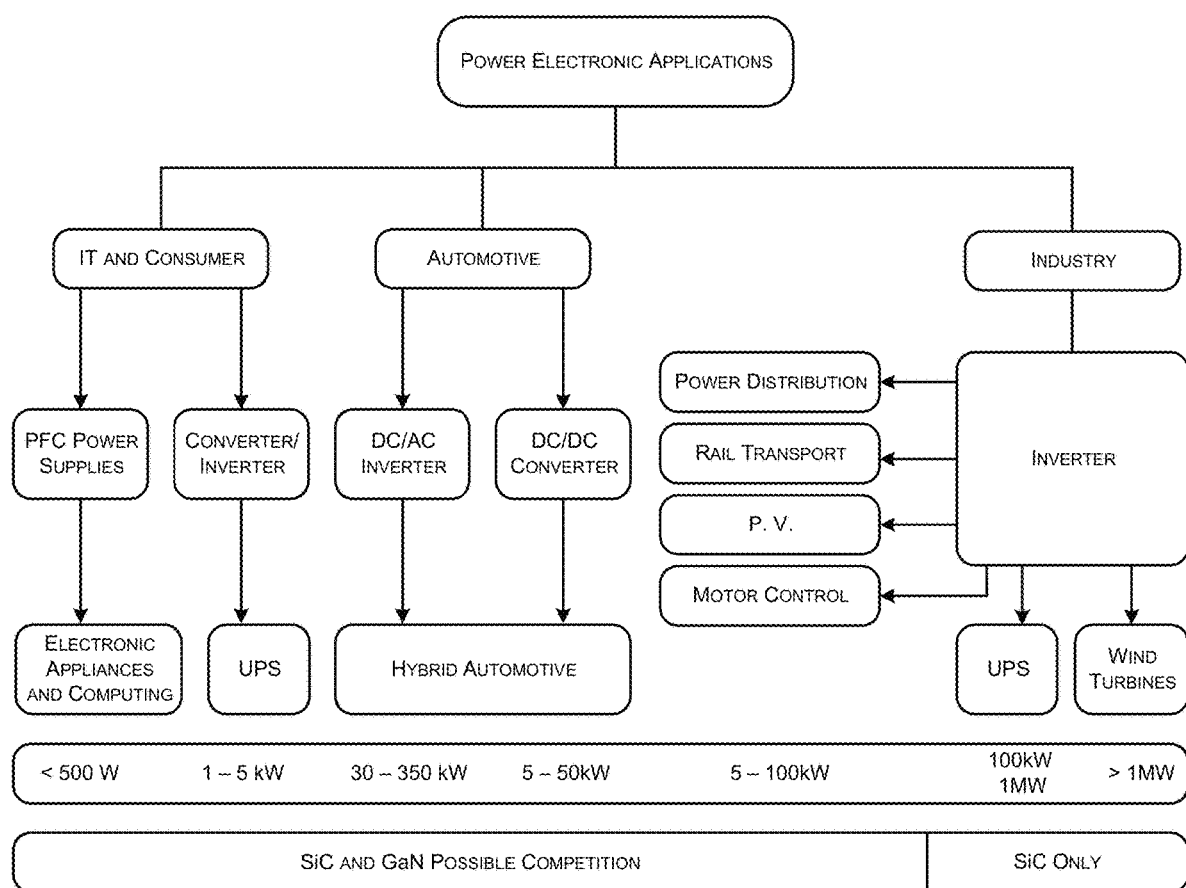 POWER ELECTRONIC APPLICATIONS
IT AND CONSUMER
AUTOMOTIVE
INDUSTRY
PFC POWER
SUPPLIES
CONVERTER/
INVERTER
DC/AC
INVERTER
DC/DC
CONVERTER
POWER DISTRIBUTION
RAIL TRANSPORT
P. V.
MOTOR CONTROL
INVERTER
ELECTRONIC
APPLIANCES
AND COMPUTING
UPS
HYBRID AUTOMOTIVE
UPS
WIND
TURBINES
< 500 W
1 – 5 kW
30 – 350 kW
5 – 50kW
5 – 100kW
100kW
1MW
> 1MW
SiC AND GaN POSSIBLE COMPETITION
SiC ONLY